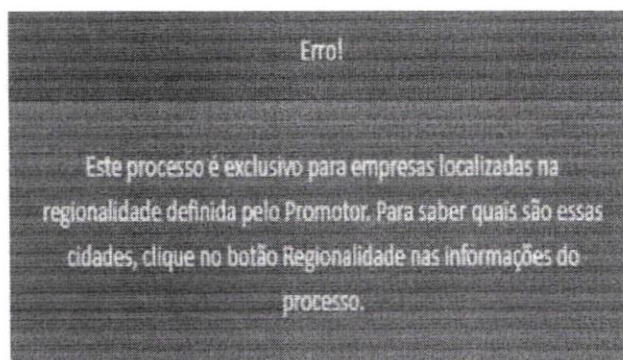 Erro!
Este processo é exclusivo para empresas localizadas na
regionalidade definida pelo Promotor. Para saber quais são essas
cidades, clique no botão Regionalidade nas informações do
processo.